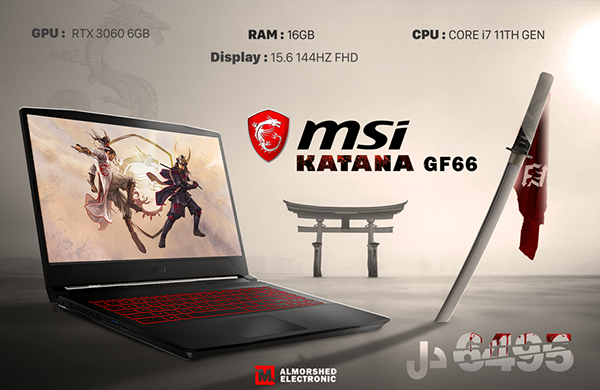 GPU : RTX 3060 6GB
RAM : 16GB
CPU : CORE i7 11TH GEN
Display : 15.6 144HZ FHD
msi
KATANA GF66
6495 د.ل
M ALMORSHED
ELECTRONIC